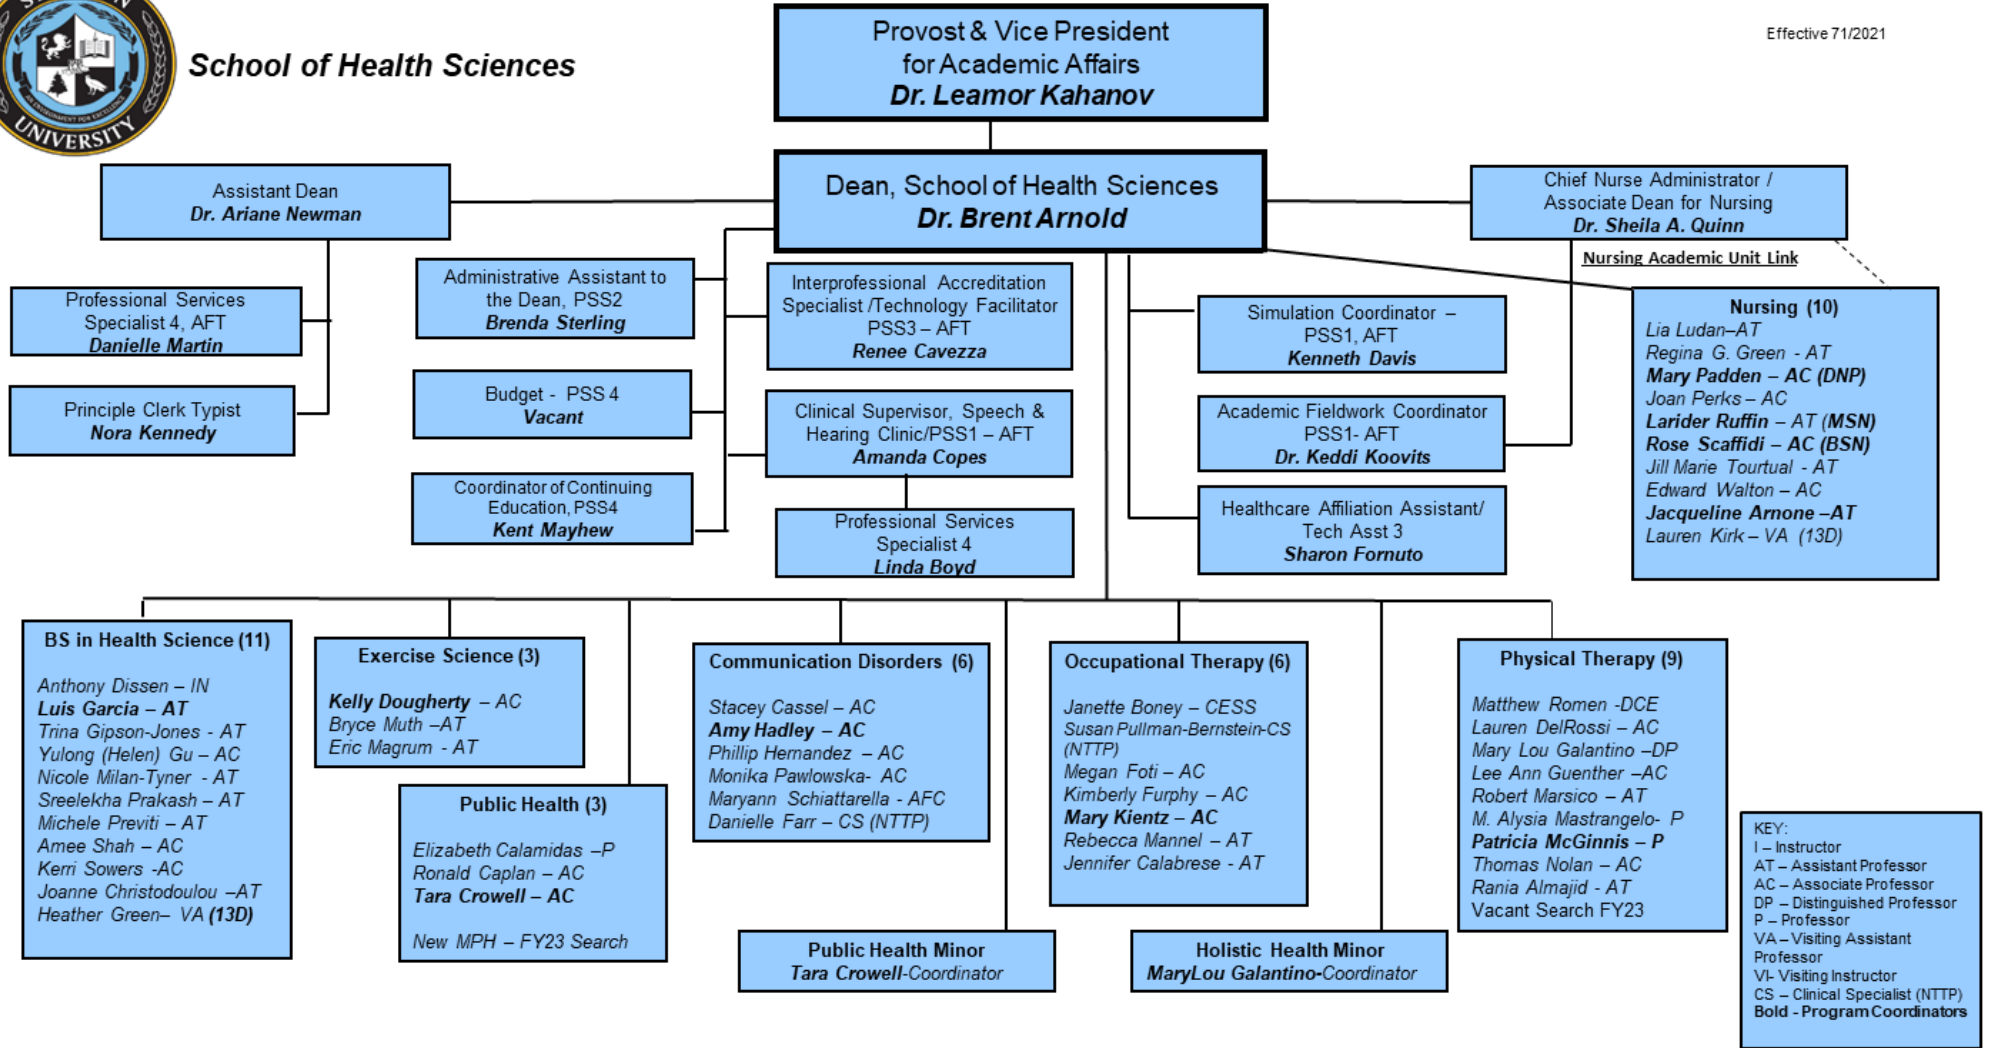 UNIVERSITY
AN ENVIRONMENT FOR EXCELLENCE
School of Health Sciences
Effective 71/2021
Provost & Vice President
for Academic Affairs
Dr. Leamor Kahanov
Dean, School of Health Sciences
Dr. Brent Arnold
Assistant Dean
Dr. Ariane Newman
Chief Nurse Administrator /
Associate Dean for Nursing
Dr. Sheila A. Quinn
Nursing Academic Unit Link
Professional Services
Specialist 4, AFT
Danielle Martin
Principle Clerk Typist
Nora Kennedy
Administrative Assistant to
the Dean, PSS2
Brenda Sterling
Budget - PSS 4
Vacant
Coordinator of Continuing
Education, PSS4
Kent Mayhew
Interprofessional Accreditation
Specialist /Technology Facilitator
PSS3 – AFT
Renee Cavezza
Clinical Supervisor, Speech &
Hearing Clinic/PSS1 – AFT
Amanda Copes
Professional Services
Specialist 4
Linda Boyd
Simulation Coordinator –
PSS1, AFT
Kenneth Davis
Academic Fieldwork Coordinator
PSS1- AFT
Dr. Keddi Koovits
Healthcare Affiliation Assistant/
Tech Asst 3
Sharon Fornuto
Nursing (10)
Lia Ludan–AT
Regina G. Green - AT
Mary Padden – AC (DNP)
Joan Perks – AC
Larider Ruffin – AT (MSN)
Rose Scaffidi – AC (BSN)
Jill Marie Tourtual - AT
Edward Walton – AC
Jacqueline Arnone –AT
Lauren Kirk – VA (13D)
BS in Health Science (11)
Anthony Dissen – IN
Luis Garcia – AT
Trina Gipson-Jones - AT
Yulong (Helen) Gu – AC
Nicole Milan-Tyner - AT
Sreelekha Prakash – AT
Michele Previti – AT
Amee Shah – AC
Kerri Sowers -AC
Joanne Christodoulou –AT
Heather Green– VA (13D)
Exercise Science (3)
Kelly Dougherty – AC
Bryce Muth –AT
Eric Magrum - AT
Public Health (3)
Elizabeth Calamidas –P
Ronald Caplan – AC
Tara Crowell – AC
New MPH – FY23 Search
Communication Disorders (6)
Stacey Cassel – AC
Amy Hadley – AC
Phillip Hernandez – AC
Monika Pawlowska- AC
Maryann Schiattarella - AFC
Danielle Farr – CS (NTTP)
Public Health Minor
Tara Crowell-Coordinator
Occupational Therapy (6)
Janette Boney – CESS
Susan Pullman-Bernstein-CS
(NTTP)
Megan Foti – AC
Kimberly Furphy – AC
Mary Kientz – AC
Rebecca Mannel – AT
Jennifer Calabrese - AT
Holistic Health Minor
MaryLou Galantino-Coordinator
Physical Therapy (9)
Matthew Romen -DCE
Lauren DelRossi – AC
Mary Lou Galantino –DP
Lee Ann Guenther –AC
Robert Marsico – AT
M. Alysia Mastrangelo- P
Patricia McGinnis – P
Thomas Nolan – AC
Rania Almajid - AT
Vacant Search FY23
KEY:
I – Instructor
AT – Assistant Professor
AC – Associate Professor
DP – Distinguished Professor
P – Professor
VA – Visiting Assistant
Professor
VI- Visiting Instructor
CS – Clinical Specialist (NTTP)
Bold - Program Coordinators